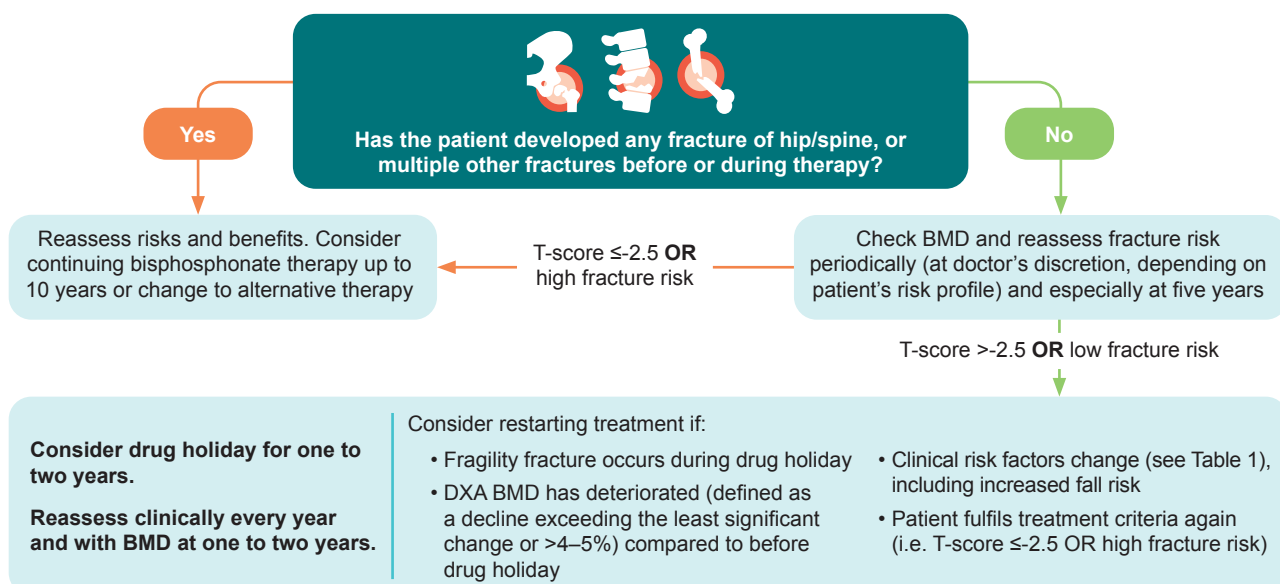 Has the patient developed any fracture of hip/spine, or
multiple other fractures before or during therapy?
Yes
No
Reassess risks and benefits. Consider
continuing bisphosphonate therapy up to
10 years or change to alternative therapy
T-score ≤-2.5 OR
high fracture risk
Check BMD and reassess fracture risk
periodically (at doctor’s discretion, depending on
patient’s risk profile) and especially at five years
T-score >-2.5 OR low fracture risk
Consider drug holiday for one to
two years.
Reassess clinically every year
and with BMD at one to two years.
Consider restarting treatment if:
• Fragility fracture occurs during drug holiday
• DXA BMD has deteriorated (defined as
a decline exceeding the least significant
change or >4–5%) compared to before
drug holiday
• Clinical risk factors change (see Table 1),
including increased fall risk
• Patient fulfils treatment criteria again
(i.e. T-score ≤-2.5 OR high fracture risk)